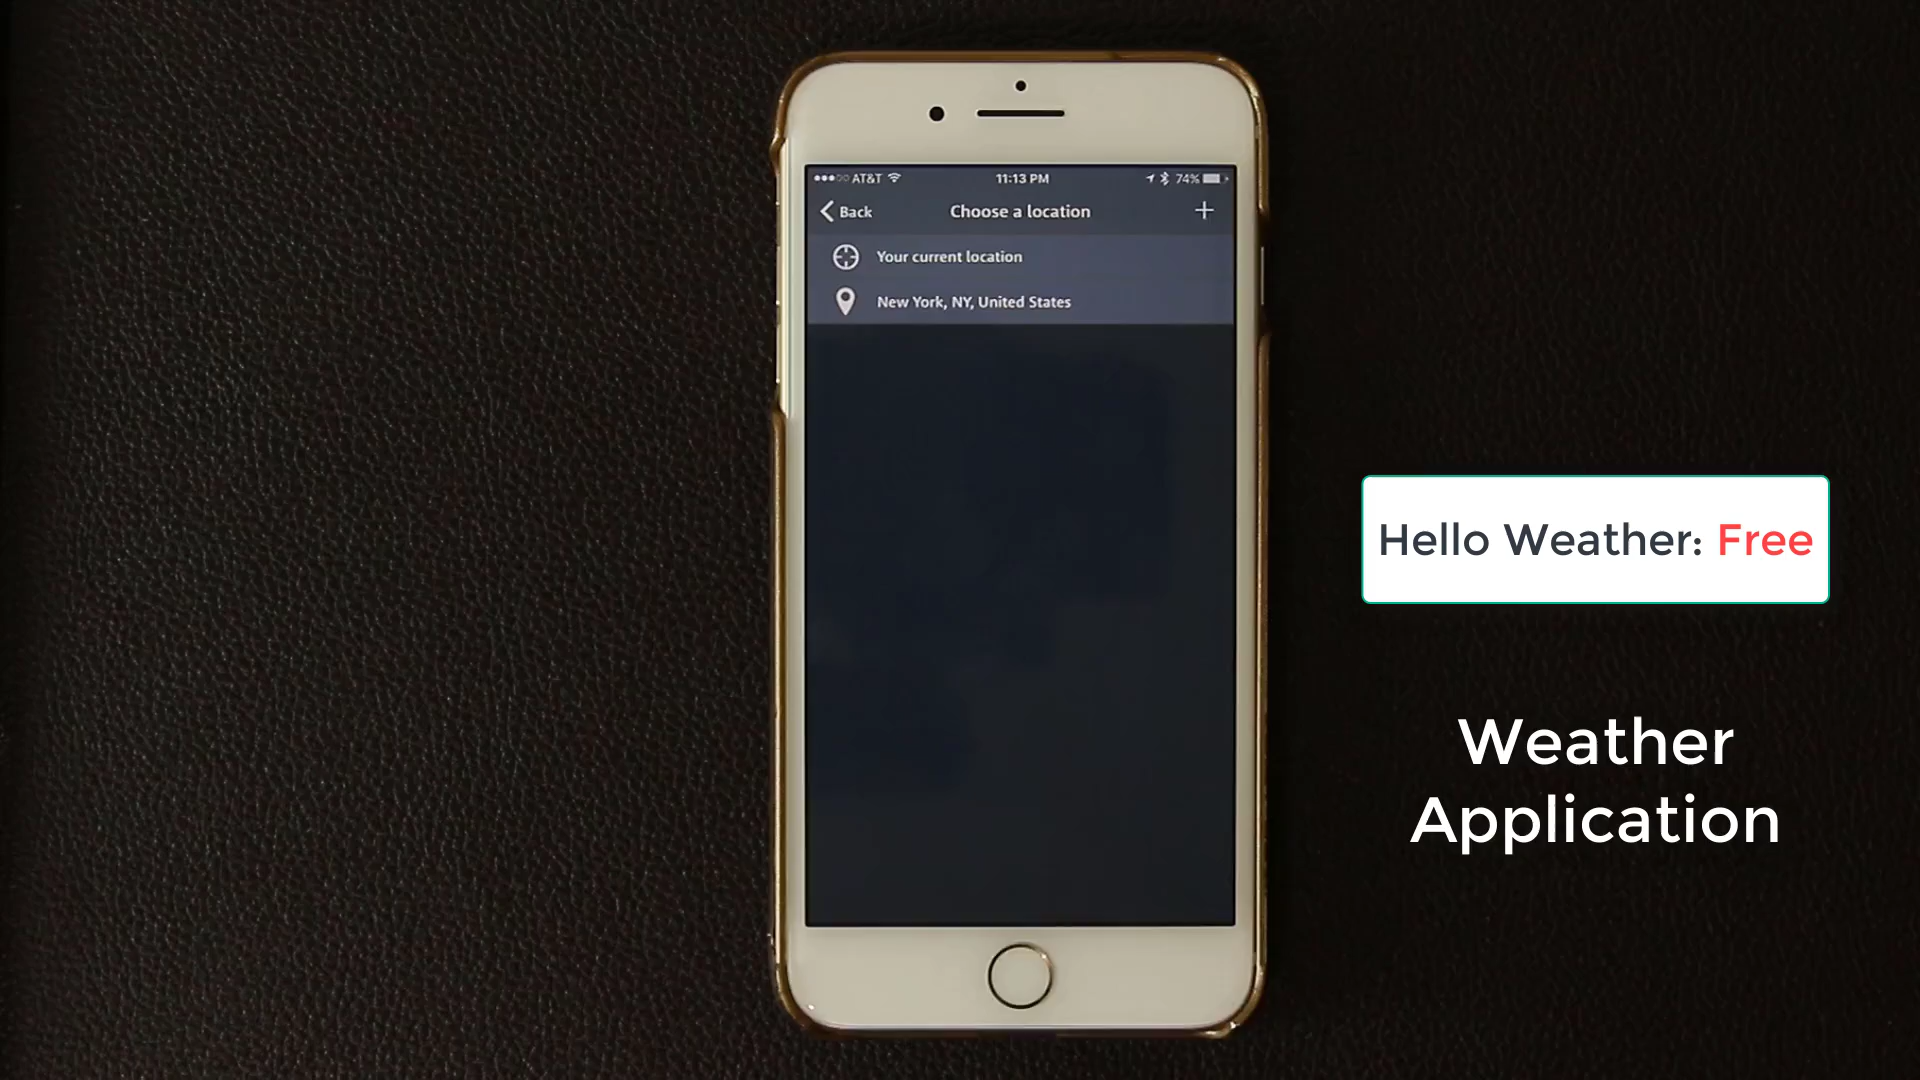 AT&T 11:13 PM 74%
Back Choose a location +
Your current location
New York, NY, United States
Hello Weather: Free
Weather
Application